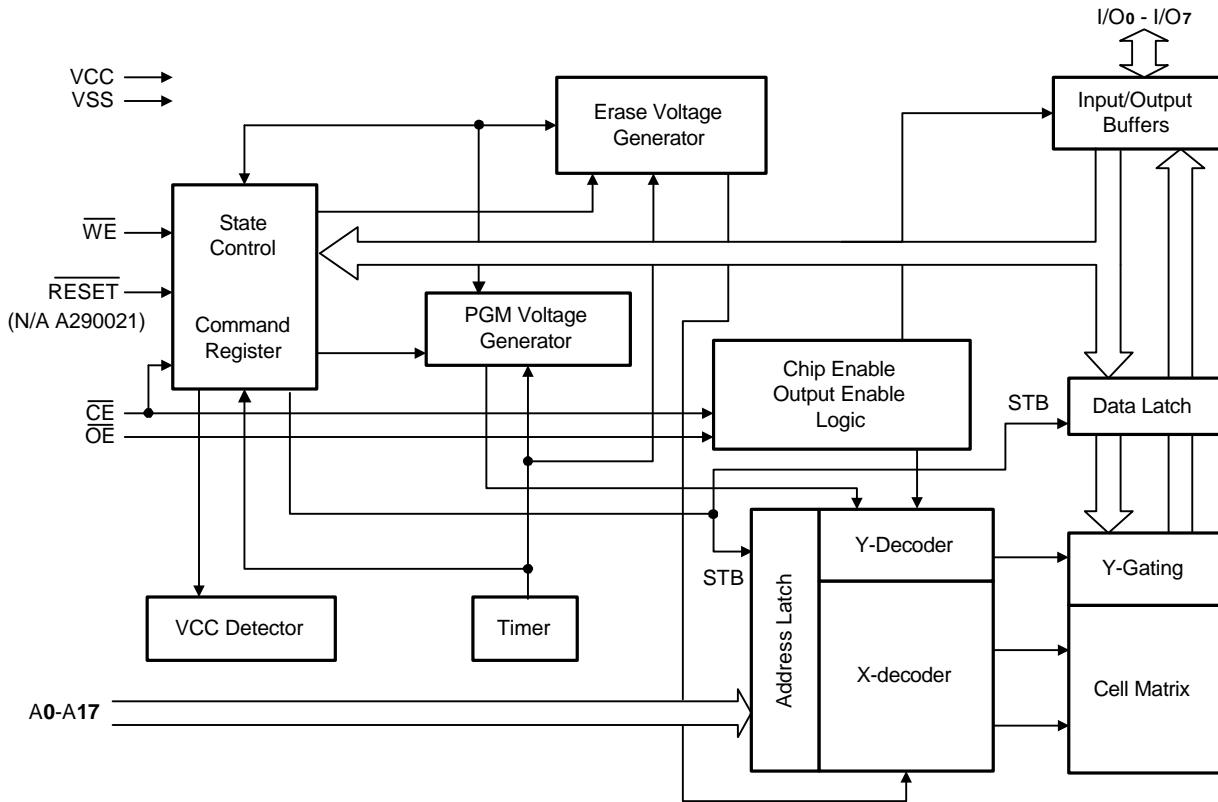 I/O0 - I/O7
VCC
VSS
Erase Voltage
Generator
Input/Output
Buffers
WE
State
Control
RESET
(N/A A290021)
Command
Register
PGM Voltage
Generator
Chip Enable
Output Enable
Logic
CE
OE
STB
Data Latch
STB
Address Latch
Y-Decoder
Y-Gating
VCC Detector
Timer
X-decoder
Cell Matrix
A0-A17